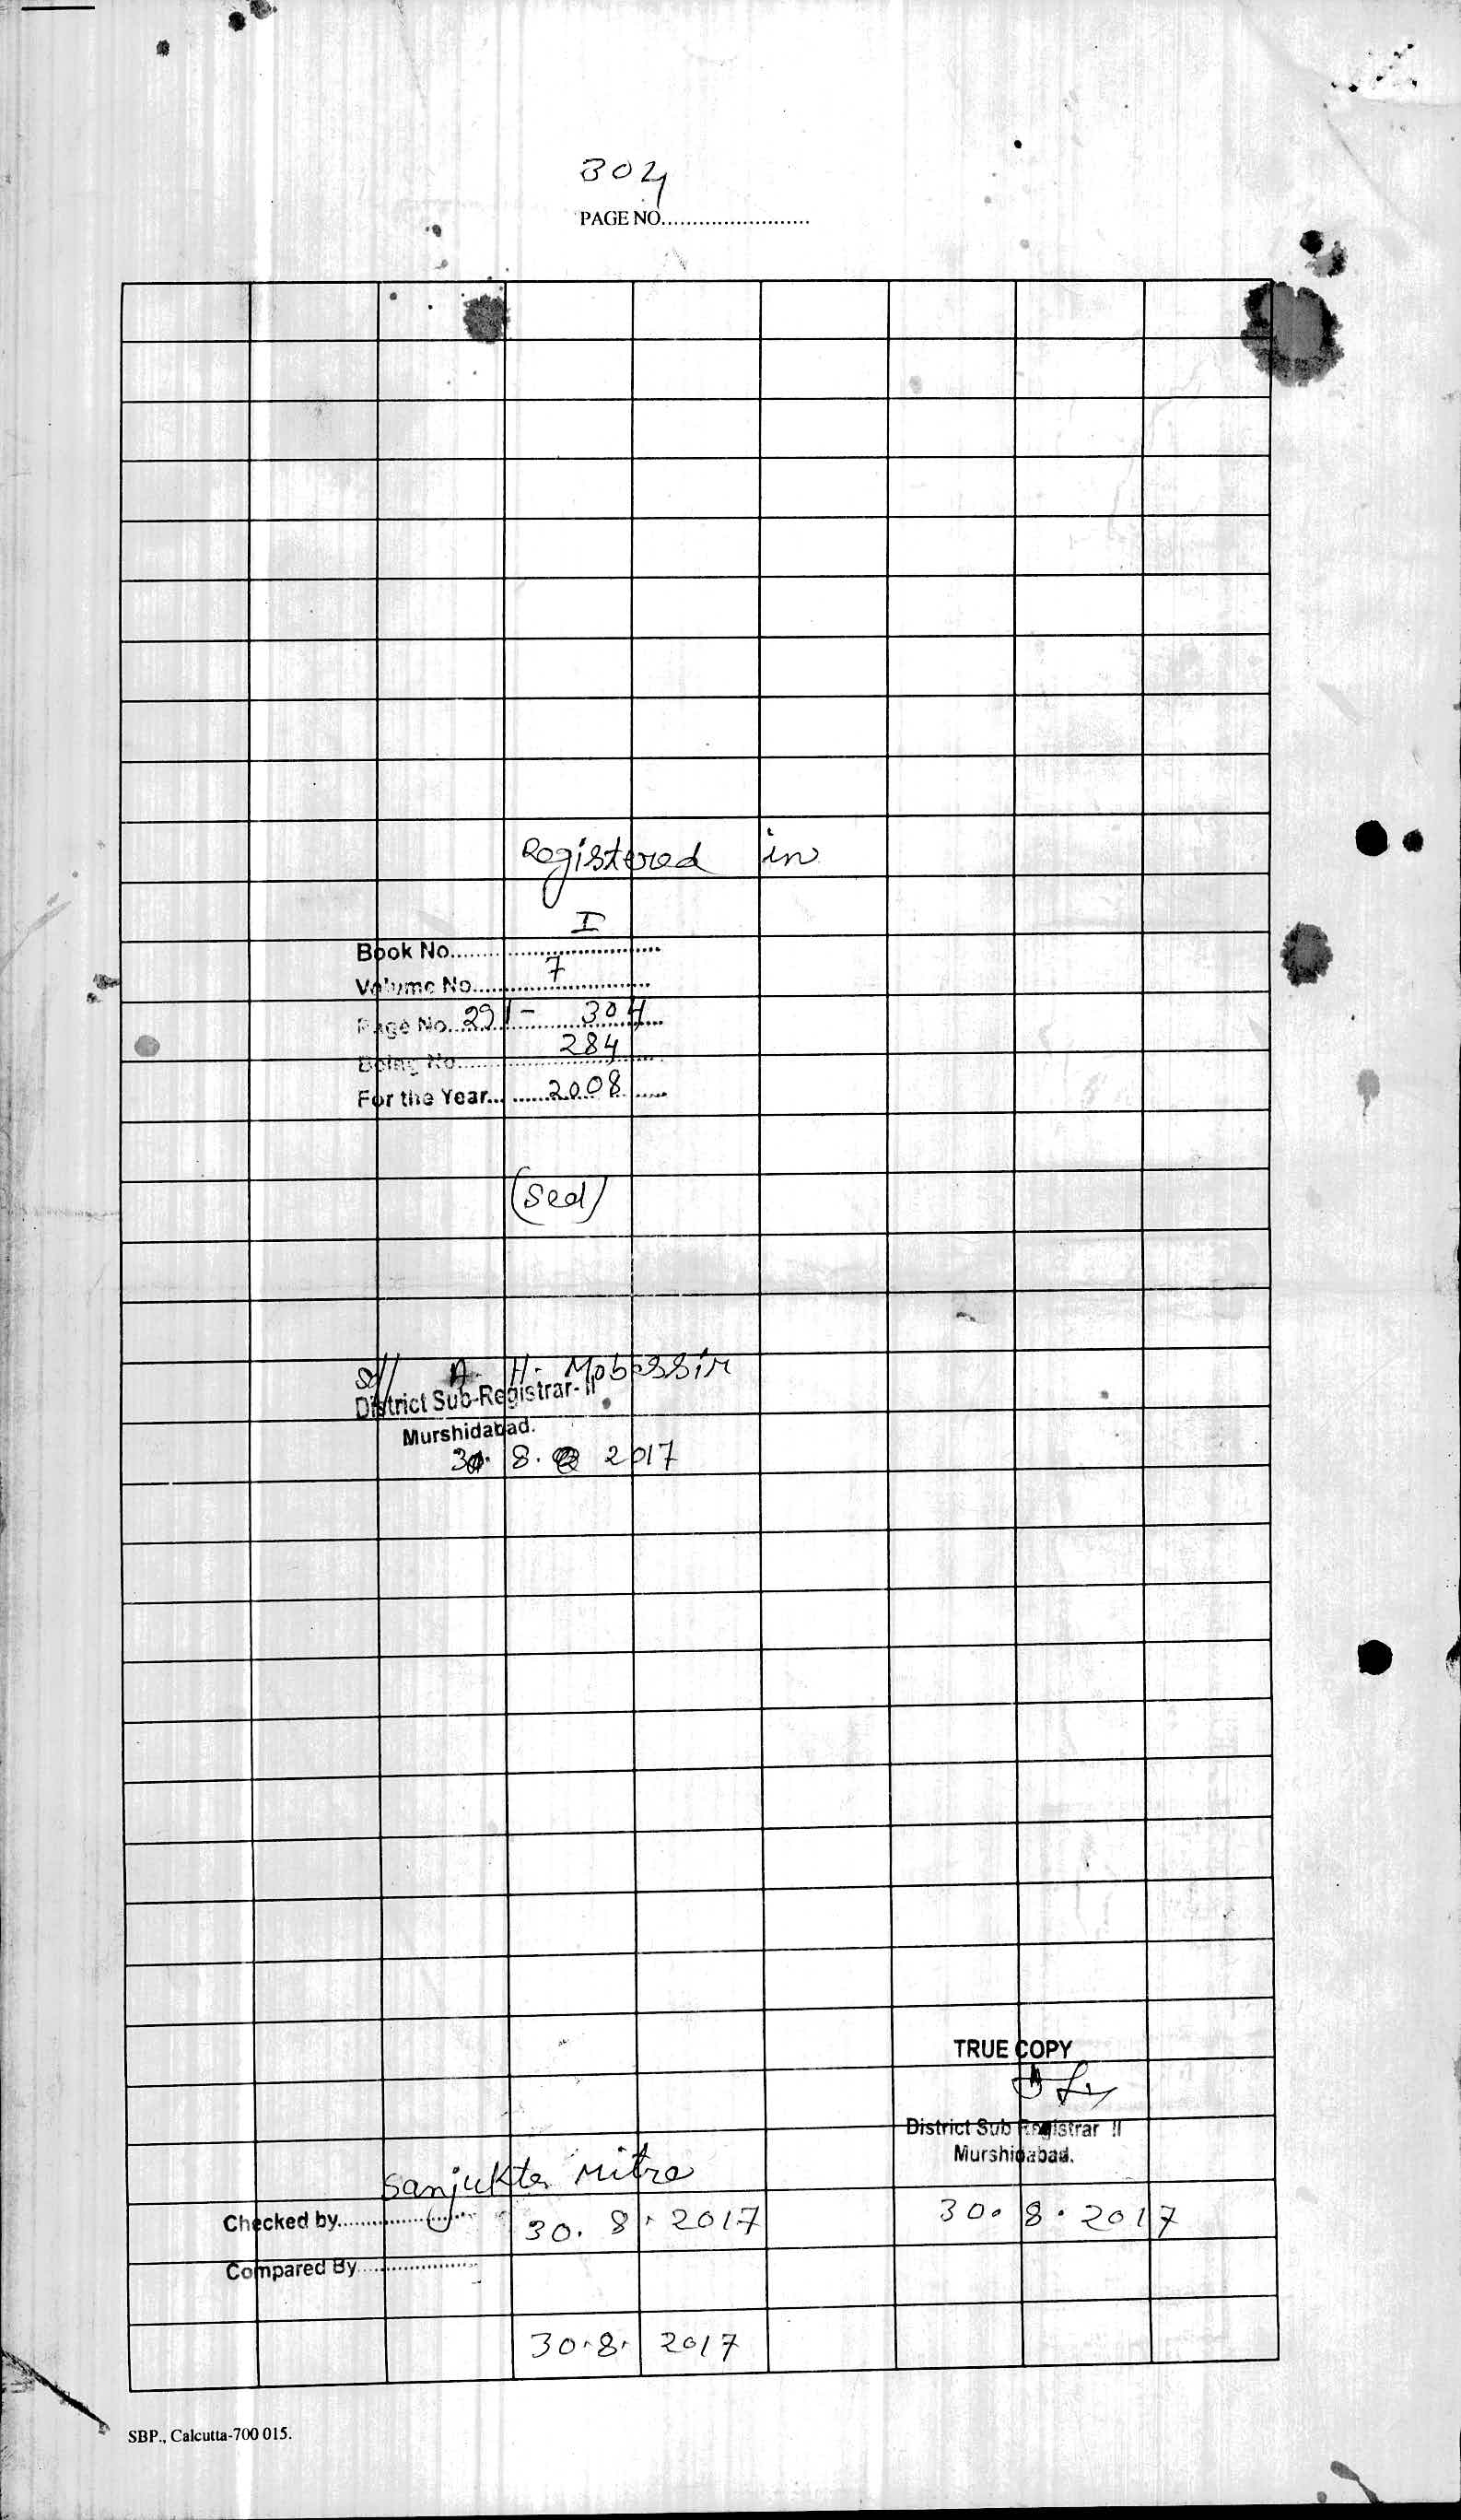 304
PAGE NO.........................
Registered in
Book No.......... I ..........................
Volume No.......... 7 ..........................
Page No. 291 - 304
Being No. 284
For the Year... 2008
(Seal)
Sd/ A. H. Mobassir
District Sub-Registrar-II
Murshidabad.
8. 2017
TRUE COPY
District Sub Registrar II
Murshidabad.
Sanjukta Mitra
Checked by.................... 30. 8. 2017
30. 8. 2017
Compared By....................
30.8. 2017
SBP., Calcutta-700 015.